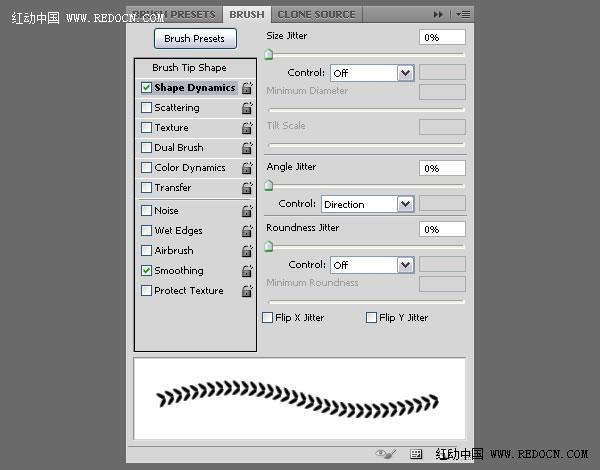 红动中国 www.REDOCN.com
BRUSH PRESETS BRUSH CLONE SOURCE
Brush Presets
Brush Tip Shape
Shape Dynamics
Scattering
Texture
Dual Brush
Color Dynamics
Transfer
Noise
Wet Edges
Airbrush
Smoothing
Protect Texture
Size Jitter 0%
Control: Off
Minimum Diameter
Tilt Scale
Angle Jitter 0%
Control: Direction
Roundness Jitter 0%
Control: Off
Minimum Roundness
Flip X Jitter Flip Y Jitter
红动中国 www.REDOCN.com